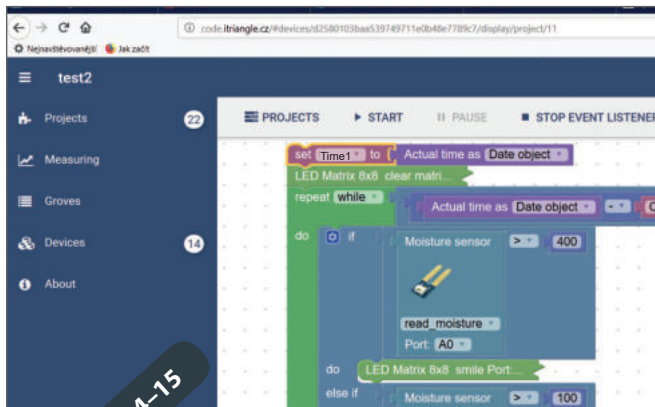 code.itriangle.cz/#devices/d2580103baa539749711e0b48e7789c7/display/project/11
Nejnavštěvovanější Jak začít
test2
Projects 22
Measuring
Groves
Devices 14
About
PROJECTS START PAUSE STOP EVENT LISTENER
set Time1 to Actual time as Date object
LED Matrix 8x8 clear matri...
repeat while Actual time as Date object -
do if Moisture sensor > 400
read_moisture
Port: A0
do LED Matrix 8x8 smile Port:...
else if Moisture sensor > 100
4–15